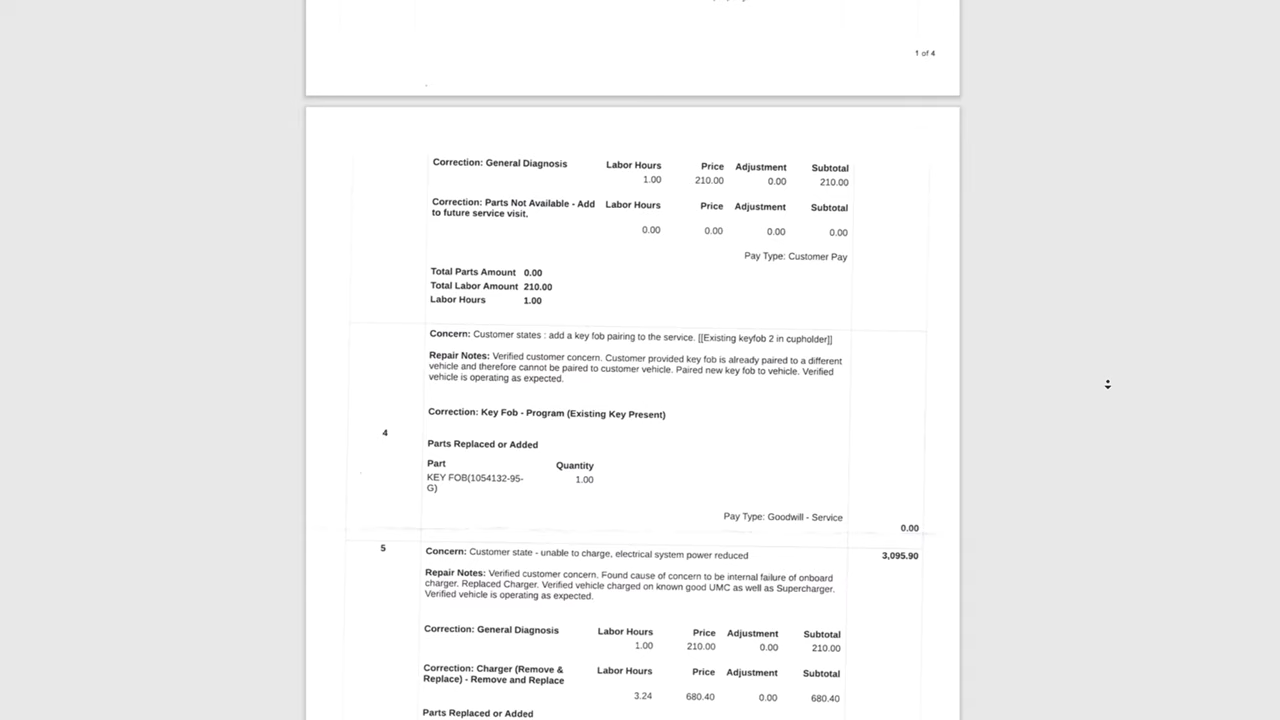 1 of 4
Correction: General Diagnosis Labor Hours Price Adjustment Subtotal
1.00 210.00 0.00 210.00
Correction: Parts Not Available - Add Labor Hours Price Adjustment Subtotal
to future service visit.
0.00 0.00 0.00 0.00
Pay Type: Customer Pay
Total Parts Amount 0.00
Total Labor Amount 210.00
Labor Hours 1.00
Concern: Customer states : add a key fob pairing to the service. [[Existing keyfob 2 in cupholder]]
Repair Notes: Verified customer concern. Customer provided key fob is already paired to a different
vehicle and therefore cannot be paired to customer vehicle. Paired new key fob to vehicle. Verified
vehicle is operating as expected.
Correction: Key Fob - Program (Existing Key Present)
4
Parts Replaced or Added
Part Quantity
KEY FOB(1054132-95- 1.00
G)
Pay Type: Goodwill - Service
0.00
5 Concern: Customer state - unable to charge, electrical system power reduced 3,095.90
Repair Notes: Verified customer concern. Found cause of concern to be internal failure of onboard
charger. Replaced Charger. Verified vehicle charged on known good UMC as well as Supercharger.
Verified vehicle is operating as expected.
Correction: General Diagnosis Labor Hours Price Adjustment Subtotal
1.00 210.00 0.00 210.00
Correction: Charger (Remove & Labor Hours Price Adjustment Subtotal
Replace) - Remove and Replace
3.24 680.40 0.00 680.40
Parts Replaced or Added